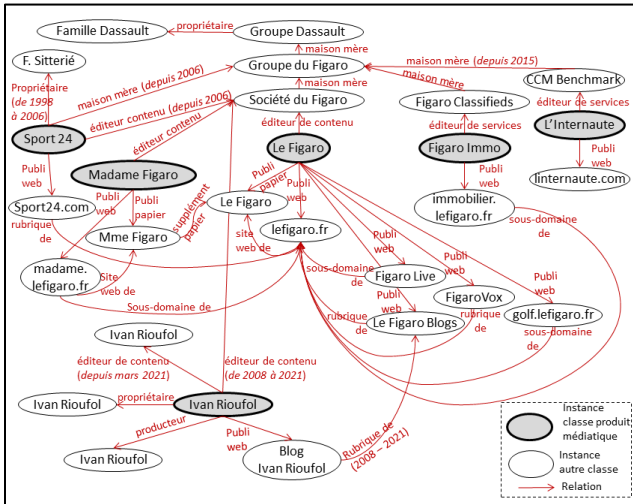 Famille Dassault
propriétaire
Groupe Dassault
maison mère
F. Sitterié
Groupe du Figaro
maison mère (depuis 2015)
CCM Benchmark
Propriétaire
(de 1998
à 2006)
maison mère (depuis 2006)
maison mère
maison mère
éditeur contenu (depuis 2006)
Société du Figaro
Figaro Classifieds
éditeur de services
Sport 24
éditeur contenu
éditeur de contenu
éditeur de services
L'Internaute
Madame Figaro
Le Figaro
Figaro Immo
Publi
web
Publi
web
Publi
papier
supplément
papier
Publi
papier
Publi
web
Publi
web
Publi
web
linternaute.com
Sport24.com
Le Figaro
immobilier.
lefigaro.fr
rubrique
de
Mme Figaro
site
web de
lefigaro.fr
sous-domaine
de
madame.
lefigaro.fr
Site
web de
Sous-domaine de
sous-domaine
de
Figaro Live
Publi
web
Publi
web
Publi
web
FigaroVox
rubrique
de
Le Figaro Blogs
rubrique
de
golf.lefigaro.fr
sous-domaine
de
Ivan Rioufol
éditeur de contenu
(depuis mars 2021)
éditeur de contenu
(de 2008 à 2021)
Ivan Rioufol
propriétaire
Ivan Rioufol
producteur
Publi
web
Ivan Rioufol
Blog
Ivan Rioufol
Rubrique de
(2008 – 2021)
Instance
classe produit
médiatique
Instance
autre classe
Relation